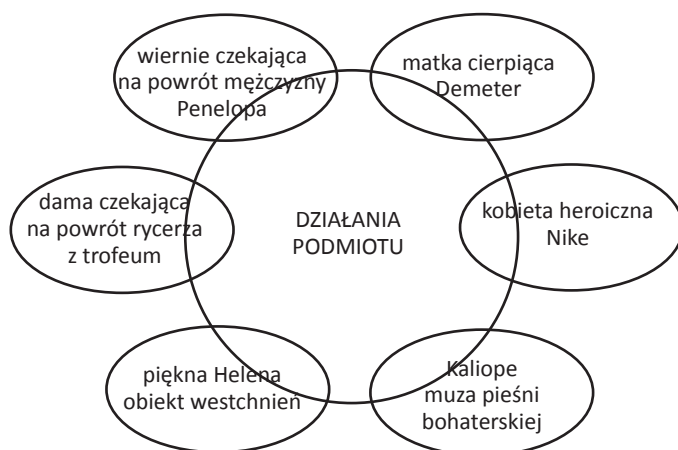 wiernie czekająca
na powrót mężczyzny
Penelopa
matka cierpiąca
Demeter
dama czekająca
na powrót rycerza
z trofeum
DZIAŁANIA
PODMIOTU
kobieta heroiczna
Nike
piękna Helena
obiekt westchnień
Kaliope
muza pieśni
bohaterskiej